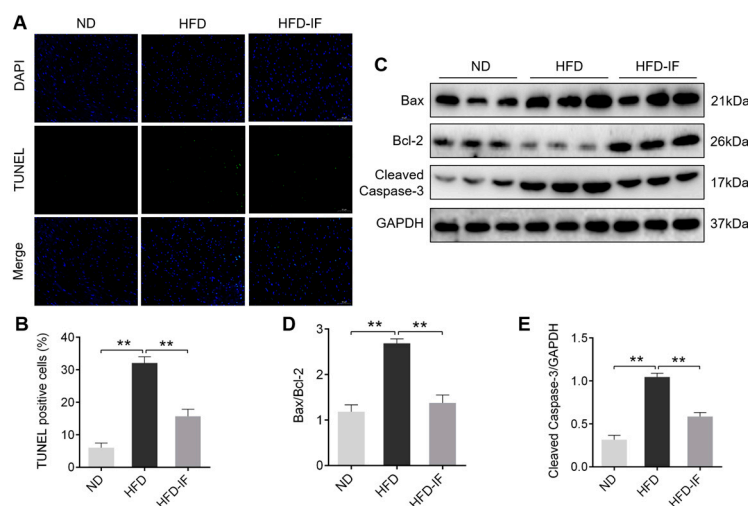 A
ND HFD HFD-IF
DAPI
TUNEL
Merge
C
ND HFD HFD-IF
Bax 21kDa
Bcl-2 26kDa
Cleaved
Caspase-3 17kDa
GAPDH 37kDa
B
TUNEL positive cells (%)
40
30
20
10
0
** **
ND HFD HFD-IF
D
Bax/Bcl-2
3
2
1
0
** **
ND HFD HFD-IF
E
Cleaved Caspase-3/GAPDH
1.5
1.0
0.5
0.0
** **
ND HFD HFD-IF